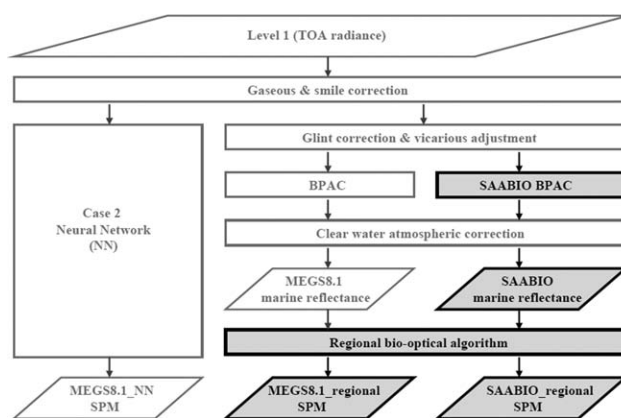 Level 1 (TOA radiance)
Gaseous & smile correction
Glint correction & vicarious adjustment
BPAC
SAABIO BPAC
Case 2
Neural Network
(NN)
Clear water atmospheric correction
MEGS8.1
marine reflectance
SAABIO
marine reflectance
Regional bio-optical algorithm
MEGS8.1_NN
SPM
MEGS8.1_regional
SPM
SAABIO_regional
SPM